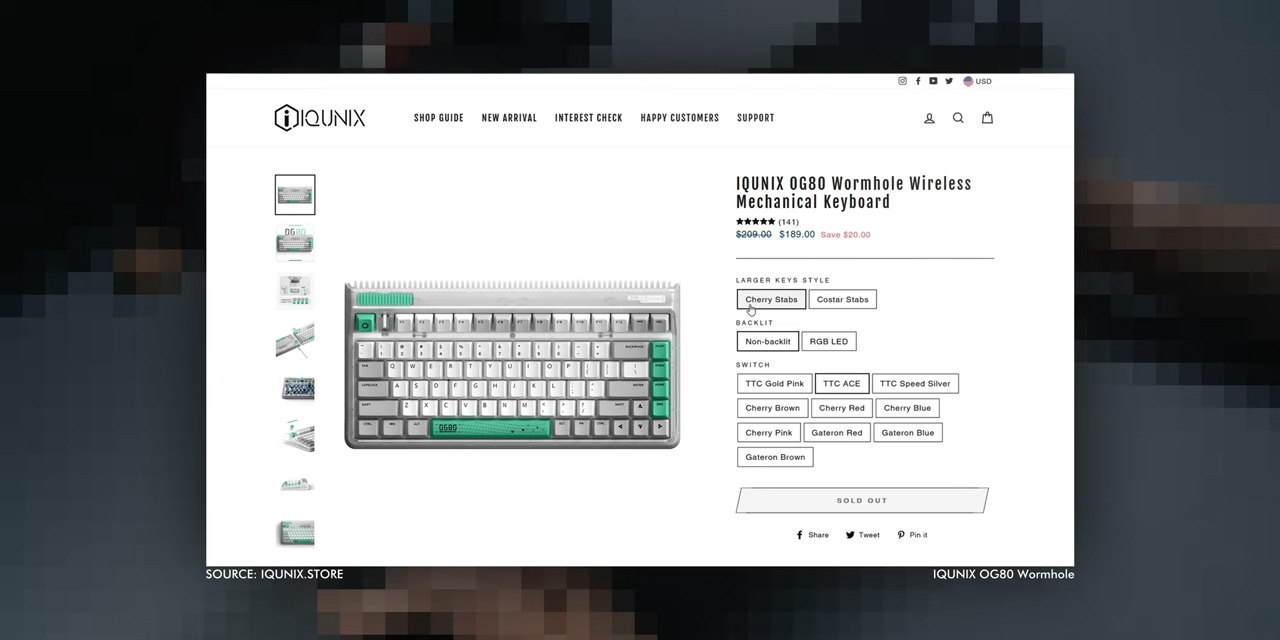 USD
IQUNIX
SHOP GUIDE NEW ARRIVAL INTEREST CHECK HAPPY CUSTOMERS SUPPORT
IQUNIX OG80 Wormhole Wireless
Mechanical Keyboard
(141)
$209.00 $189.00 Save $20.00
LARGER KEYS STYLE
Cherry Stabs Costar Stabs
BACKLIT
Non-backlit RGB LED
SWITCH
TTC Gold Pink TTC ACE TTC Speed Silver
Cherry Brown Cherry Red Cherry Blue
Cherry Pink Gateron Red Gateron Blue
Gateron Brown
SOLD OUT
Share Tweet Pin it
OG80
BACKSPACE
Q W E R T Y U I O P
A S D F G H J K L
ENTER
Z X C V B N M
OG80
SOURCE: IQUNIX.STORE
IQUNIX OG80 Wormhole